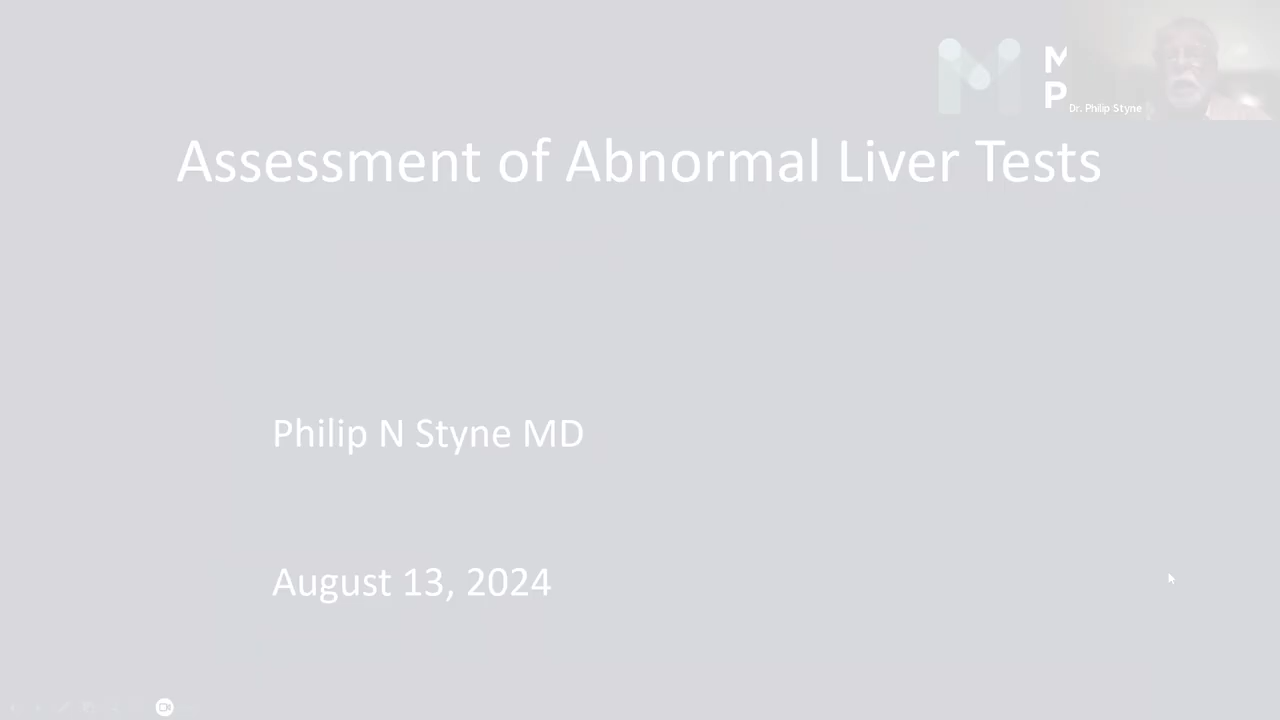 M
P
Dr. Philip Styne
Assessment of Abnormal Liver Tests
Philip N Styne MD
August 13, 2024